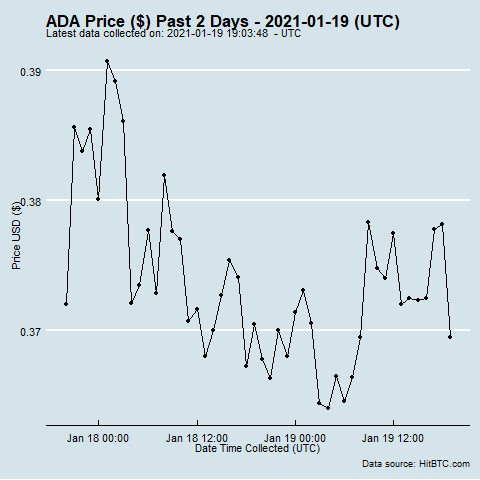 ADA Price ($) Past 2 Days - 2021-01-19 (UTC)
Latest data collected on: 2021-01-19 19:03:48 - UTC
0.39
0.38
0.37
Price USD ($)
Jan 18 00:00 Jan 18 12:00 Jan 19 00:00 Jan 19 12:00
Date Time Collected (UTC)
Data source: HitBTC.com